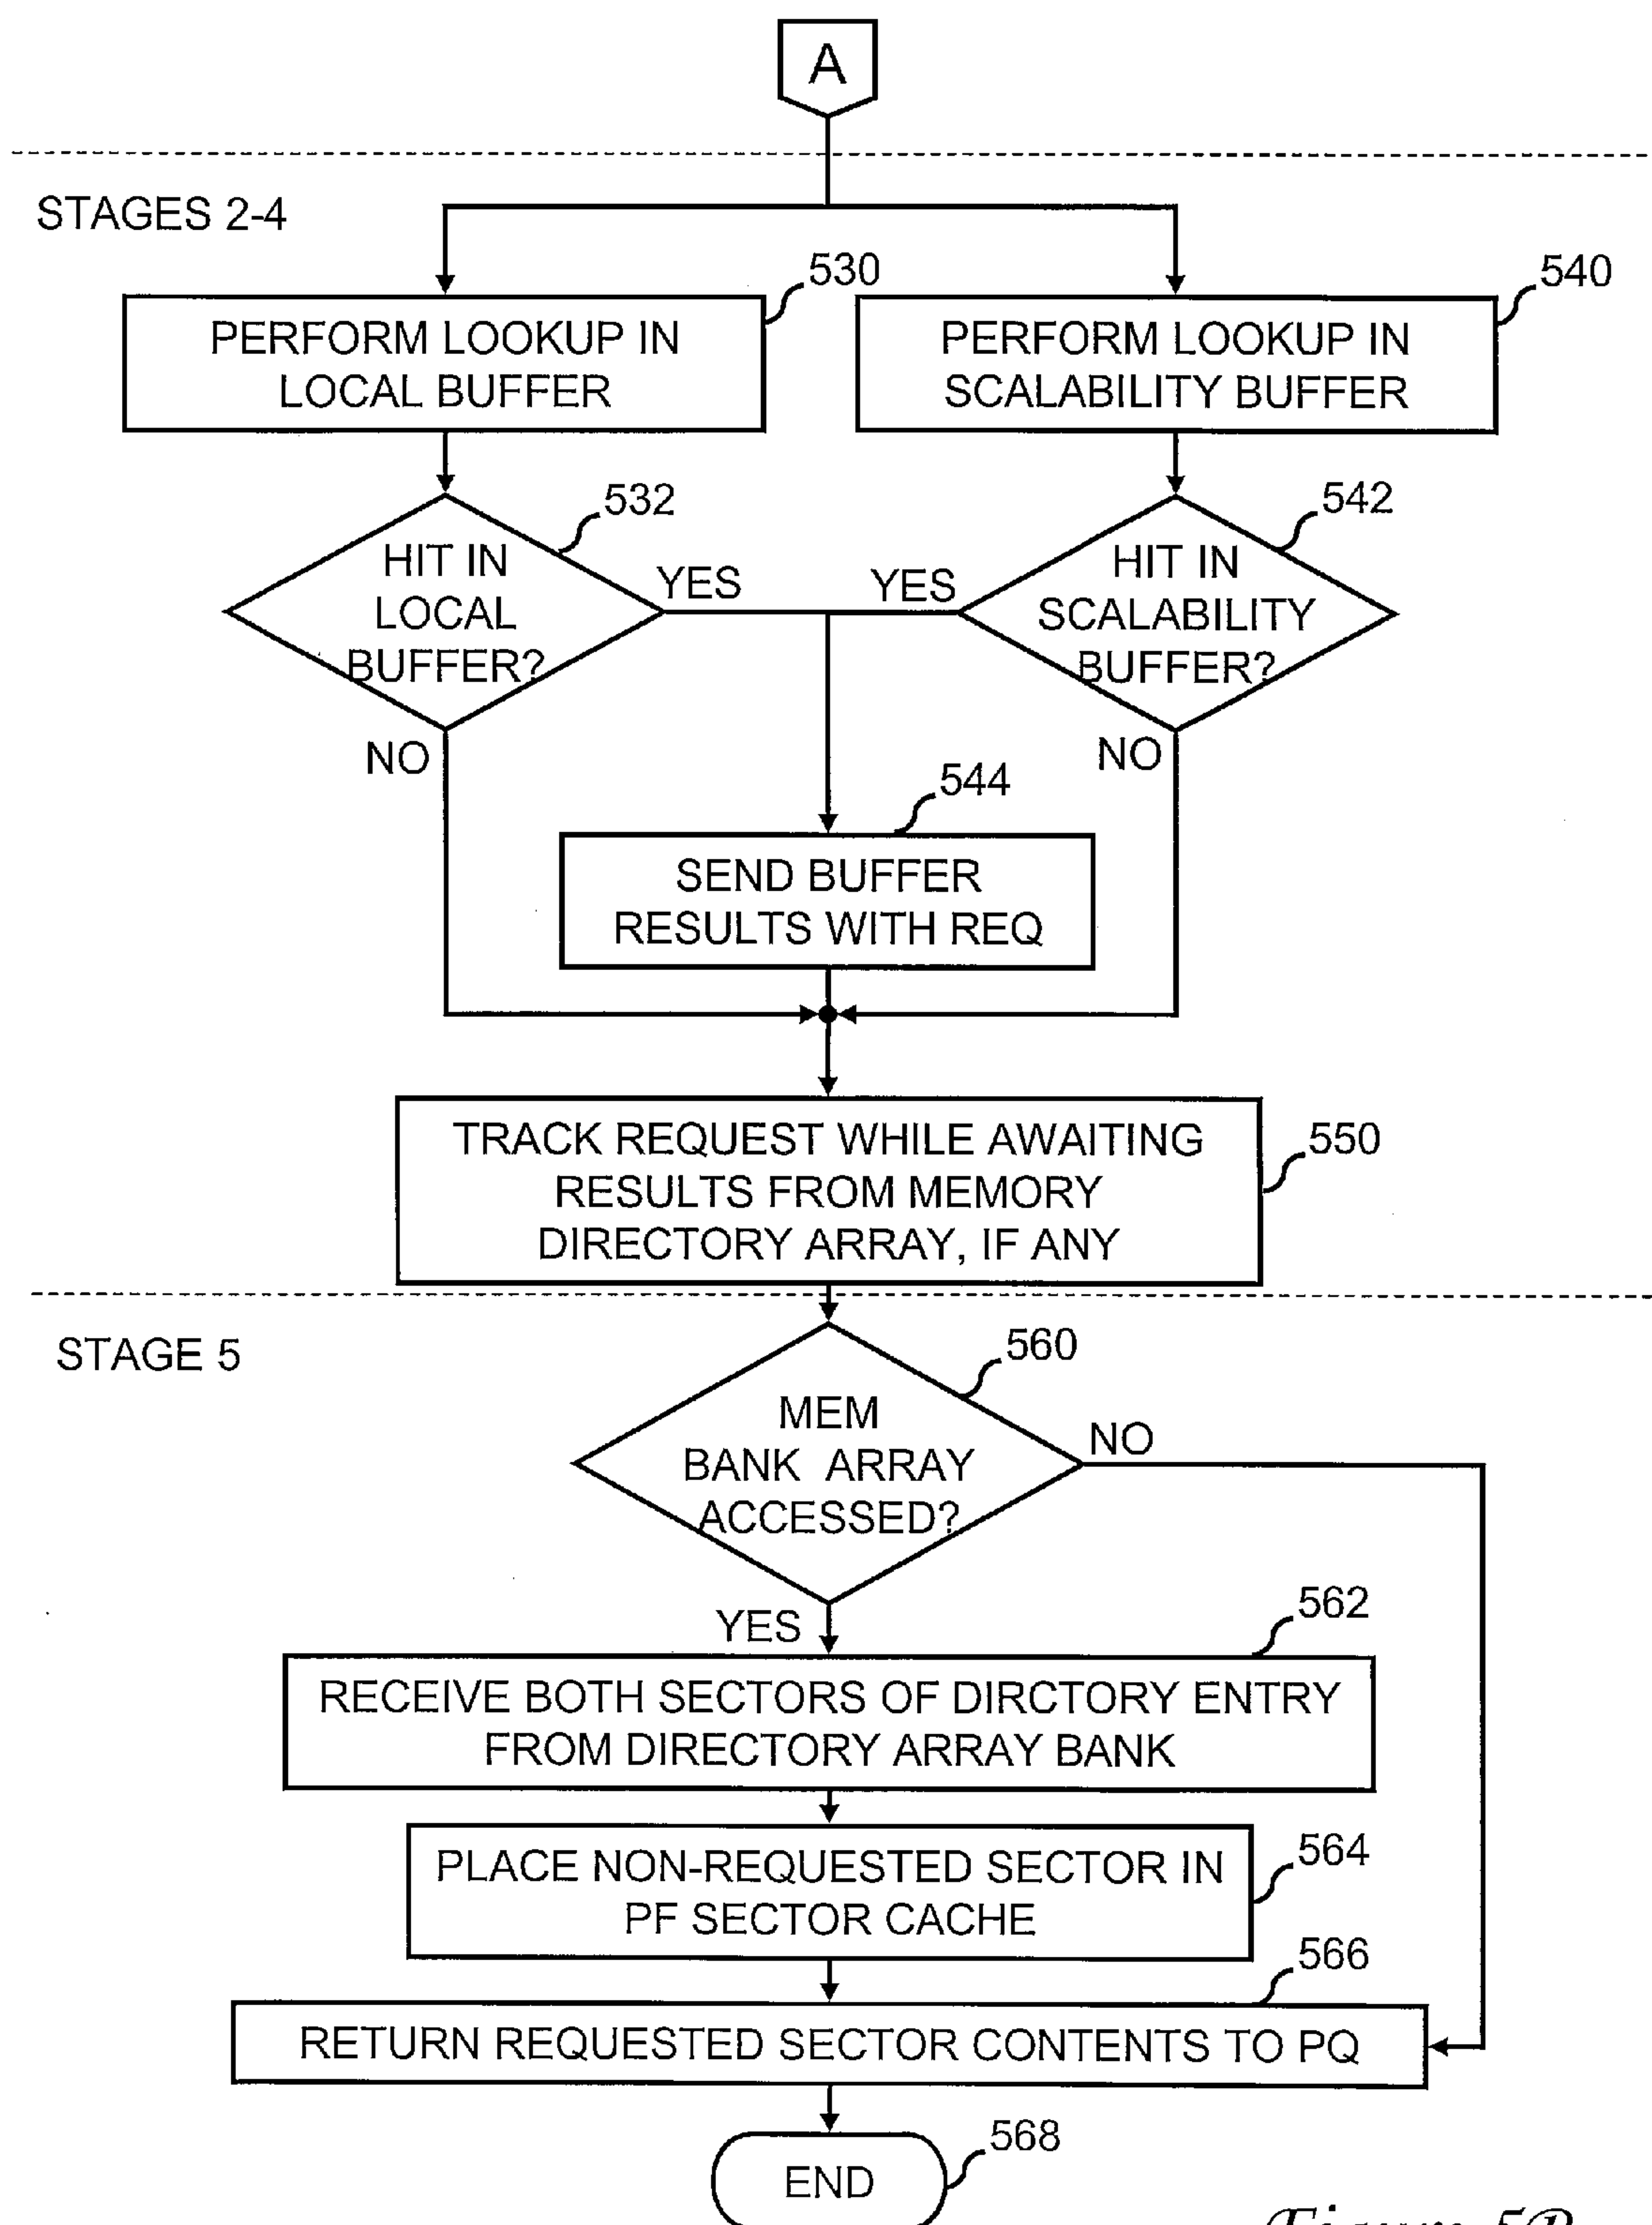 A
STAGES 2-4
530
540
PERFORM LOOKUP IN
LOCAL BUFFER
PERFORM LOOKUP IN
SCALABILITY BUFFER
532
542
HIT IN
LOCAL
BUFFER?
YES
YES
HIT IN
SCALABILITY
BUFFER?
NO
NO
544
SEND BUFFER
RESULTS WITH REQ
TRACK REQUEST WHILE AWAITING
RESULTS FROM MEMORY
DIRECTORY ARRAY, IF ANY
550
STAGE 5
560
MEM
BANK ARRAY
ACCESSED?
NO
YES
562
RECEIVE BOTH SECTORS OF DIRCTORY ENTRY
FROM DIRECTORY ARRAY BANK
564
PLACE NON-REQUESTED SECTOR IN
PF SECTOR CACHE
566
RETURN REQUESTED SECTOR CONTENTS TO PQ
568
END
Figure 5B